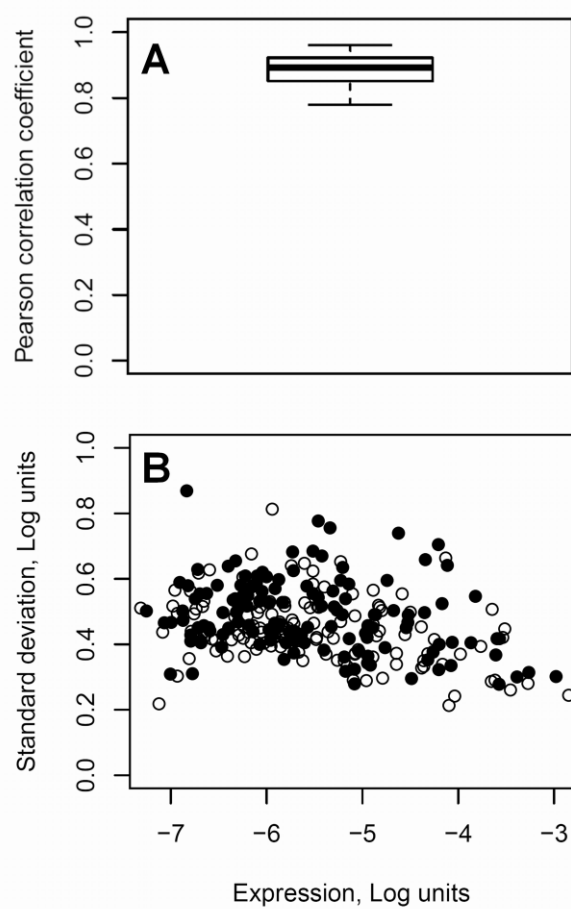 A
Pearson correlation coefficient
1.0
0.8
0.6
0.4
0.2
0.0
B
Standard deviation, Log units
1.0
0.8
0.6
0.4
0.2
0.0
−7 −6 −5 −4 −3
Expression, Log units